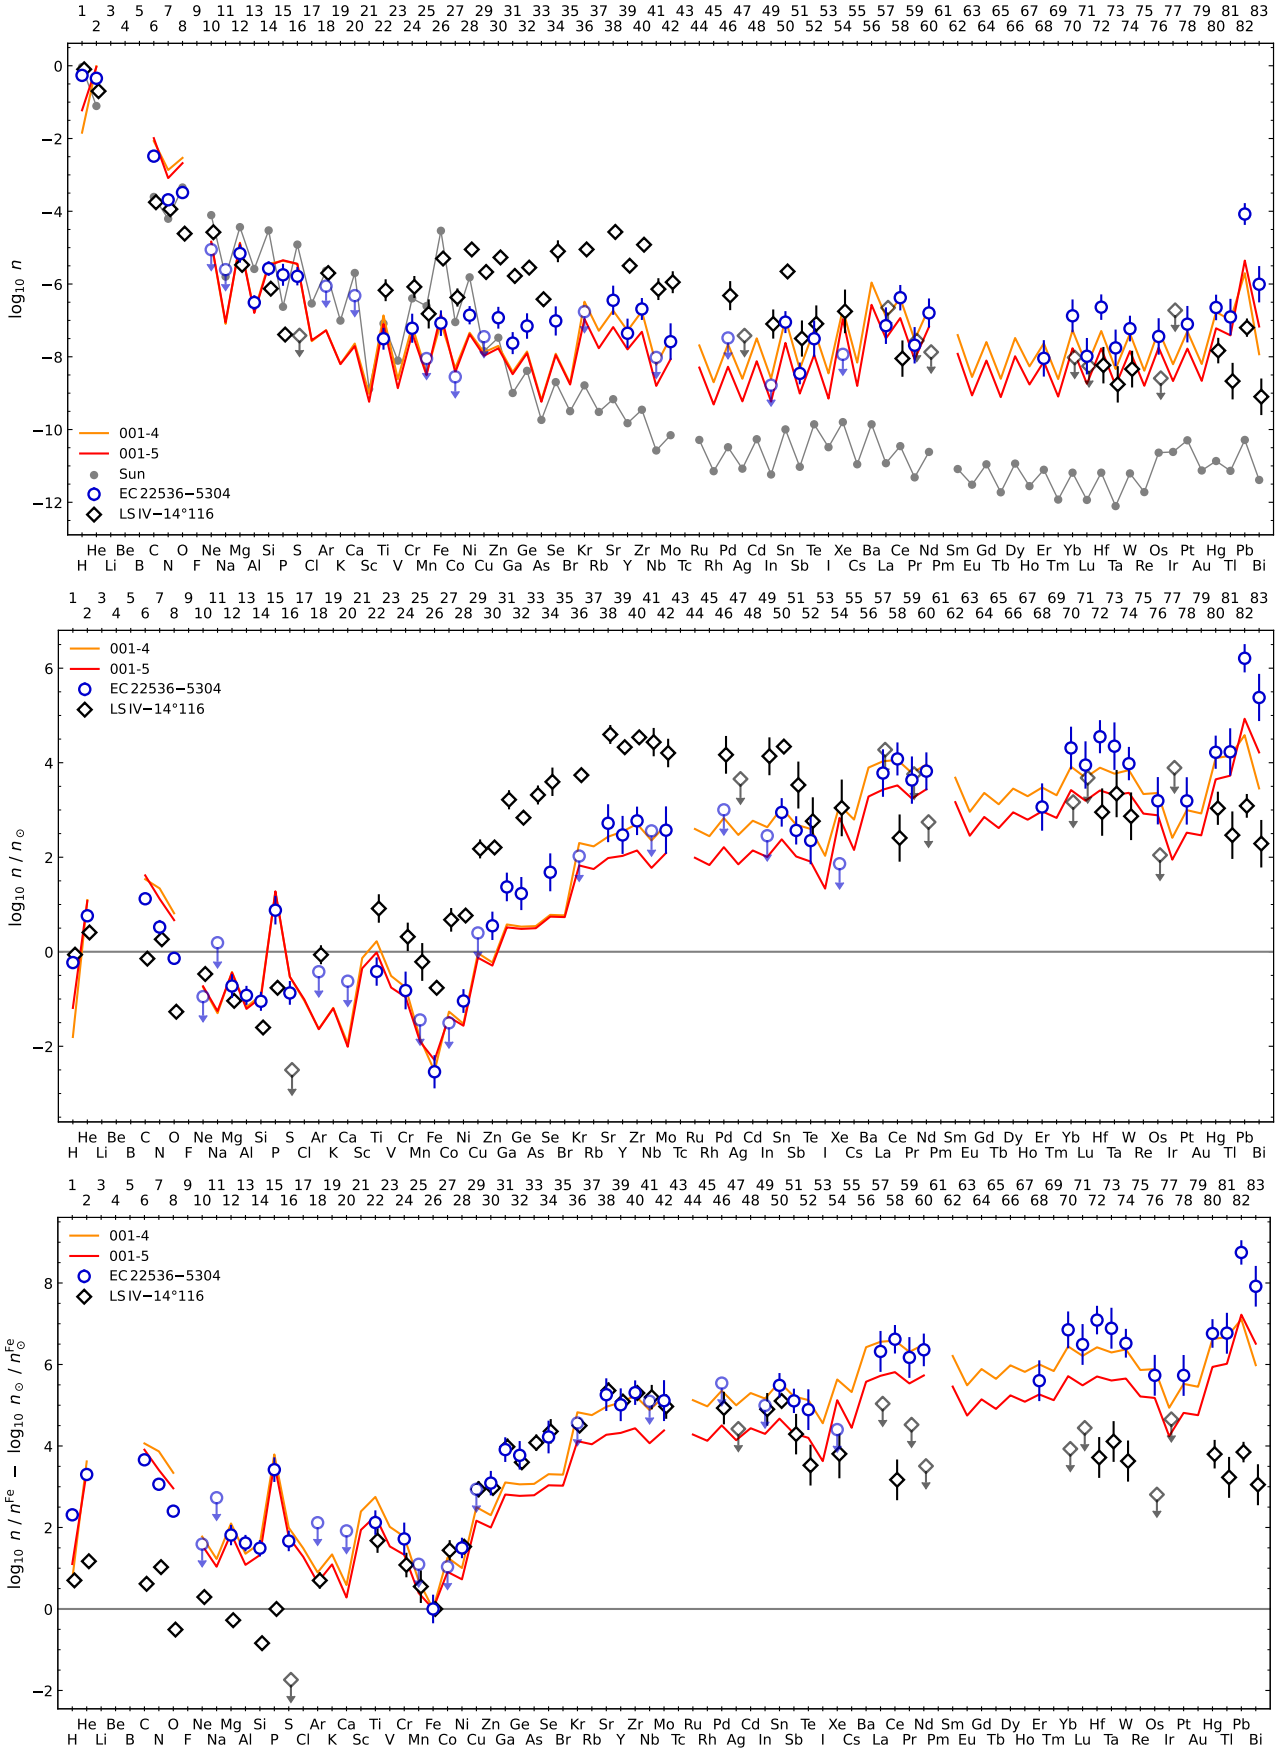 1 3 5 7 9 11 13 15 17 19 21 23 25 27 29 31 33 35 37 39 41 43 45 47 49 51 53 55 57 59 61 63 65 67 69 71 73 75 77 79 81 83
2 4 6 8 10 12 14 16 18 20 22 24 26 28 30 32 34 36 38 40 42 44 46 48 50 52 54 56 58 60 62 64 66 68 70 72 74 76 78 80 82
0
−2
−4
−6
−8
−10
−12
log₁₀ n
001-4
001-5
Sun
EC 22536−5304
LS IV−14°116
He Be C O Ne Mg Si S Ar Ca Ti Cr Fe Ni Zn Ge Se Kr Sr Zr Mo Ru Pd Cd Sn Te Xe Ba Ce Nd Sm Gd Dy Er Yb Hf W Os Pt Hg Pb
H Li B N F Na Al P Cl K Sc V Mn Co Cu Ga As Br Rb Y Nb Tc Rh Ag In Sb I Cs La Pr Pm Eu Tb Ho Tm Lu Ta Re Ir Au Tl Bi
1 3 5 7 9 11 13 15 17 19 21 23 25 27 29 31 33 35 37 39 41 43 45 47 49 51 53 55 57 59 61 63 65 67 69 71 73 75 77 79 81 83
2 4 6 8 10 12 14 16 18 20 22 24 26 28 30 32 34 36 38 40 42 44 46 48 50 52 54 56 58 60 62 64 66 68 70 72 74 76 78 80 82
6
4
2
0
−2
log₁₀ n / n☉
001-4
001-5
EC 22536−5304
LS IV−14°116
He Be C O Ne Mg Si S Ar Ca Ti Cr Fe Ni Zn Ge Se Kr Sr Zr Mo Ru Pd Cd Sn Te Xe Ba Ce Nd Sm Gd Dy Er Yb Hf W Os Pt Hg Pb
H Li B N F Na Al P Cl K Sc V Mn Co Cu Ga As Br Rb Y Nb Tc Rh Ag In Sb I Cs La Pr Pm Eu Tb Ho Tm Lu Ta Re Ir Au Tl Bi
1 3 5 7 9 11 13 15 17 19 21 23 25 27 29 31 33 35 37 39 41 43 45 47 49 51 53 55 57 59 61 63 65 67 69 71 73 75 77 79 81 83
2 4 6 8 10 12 14 16 18 20 22 24 26 28 30 32 34 36 38 40 42 44 46 48 50 52 54 56 58 60 62 64 66 68 70 72 74 76 78 80 82
8
6
4
2
0
−2
log₁₀ n / n^Fe − log₁₀ n☉ / n☉^Fe
001-4
001-5
EC 22536−5304
LS IV−14°116
He Be C O Ne Mg Si S Ar Ca Ti Cr Fe Ni Zn Ge Se Kr Sr Zr Mo Ru Pd Cd Sn Te Xe Ba Ce Nd Sm Gd Dy Er Yb Hf W Os Pt Hg Pb
H Li B N F Na Al P Cl K Sc V Mn Co Cu Ga As Br Rb Y Nb Tc Rh Ag In Sb I Cs La Pr Pm Eu Tb Ho Tm Lu Ta Re Ir Au Tl Bi